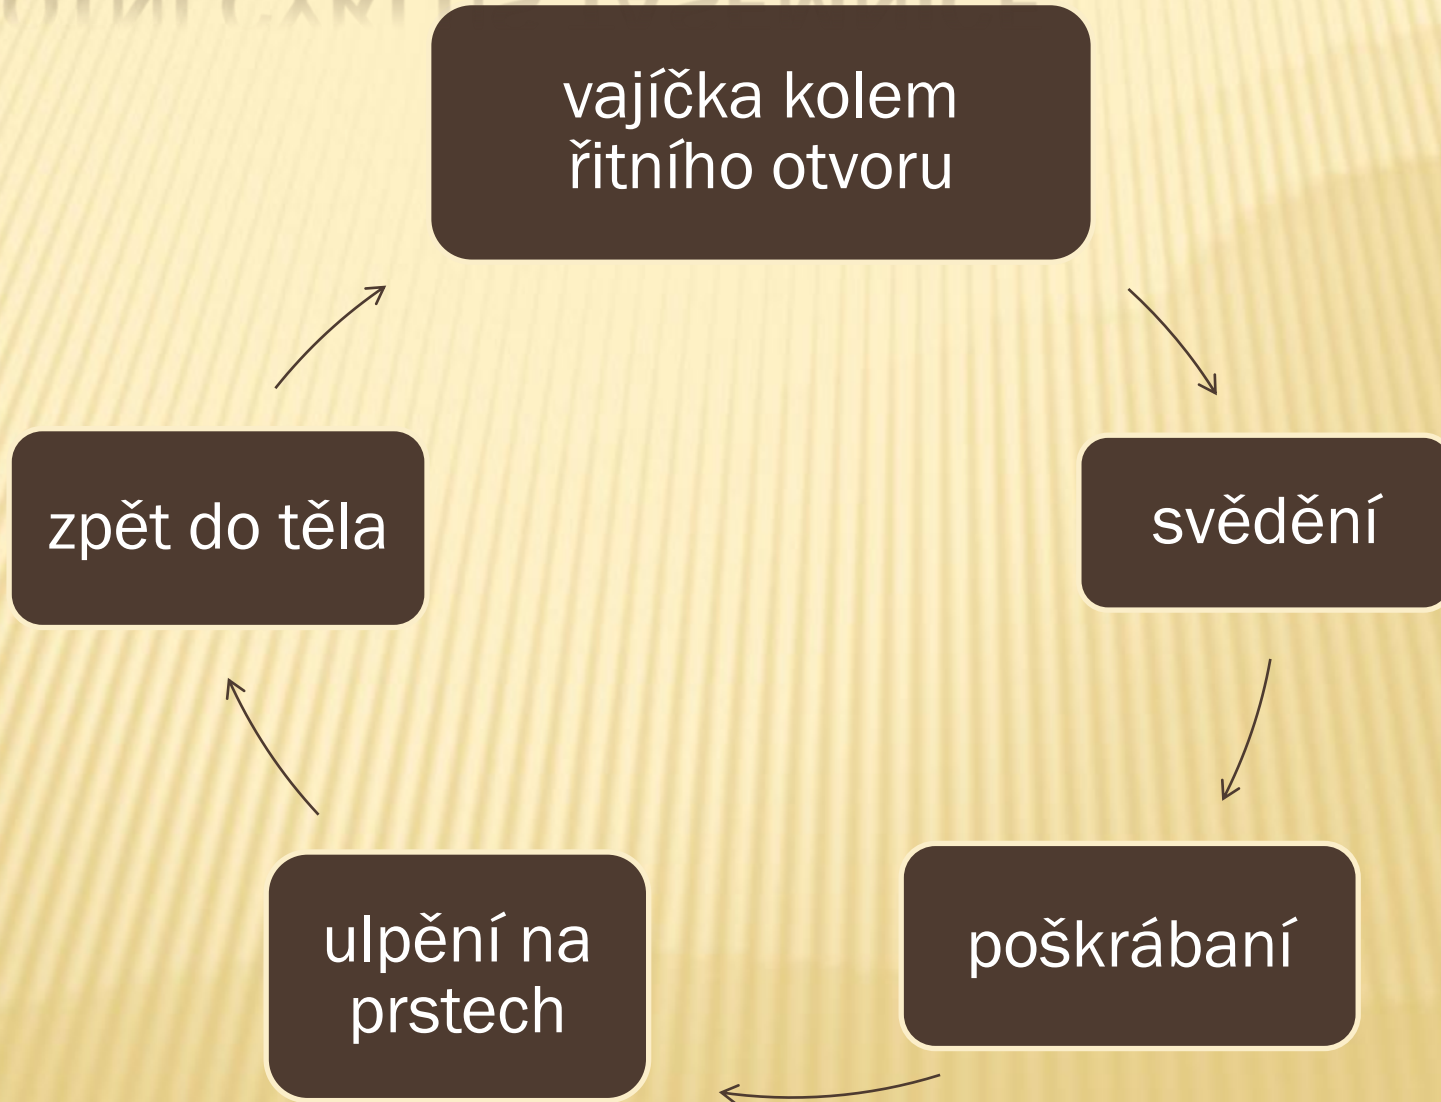 vajíčka kolem
řitního otvoru
svědění
poškrábaní
ulpění na
prstech
zpět do těla